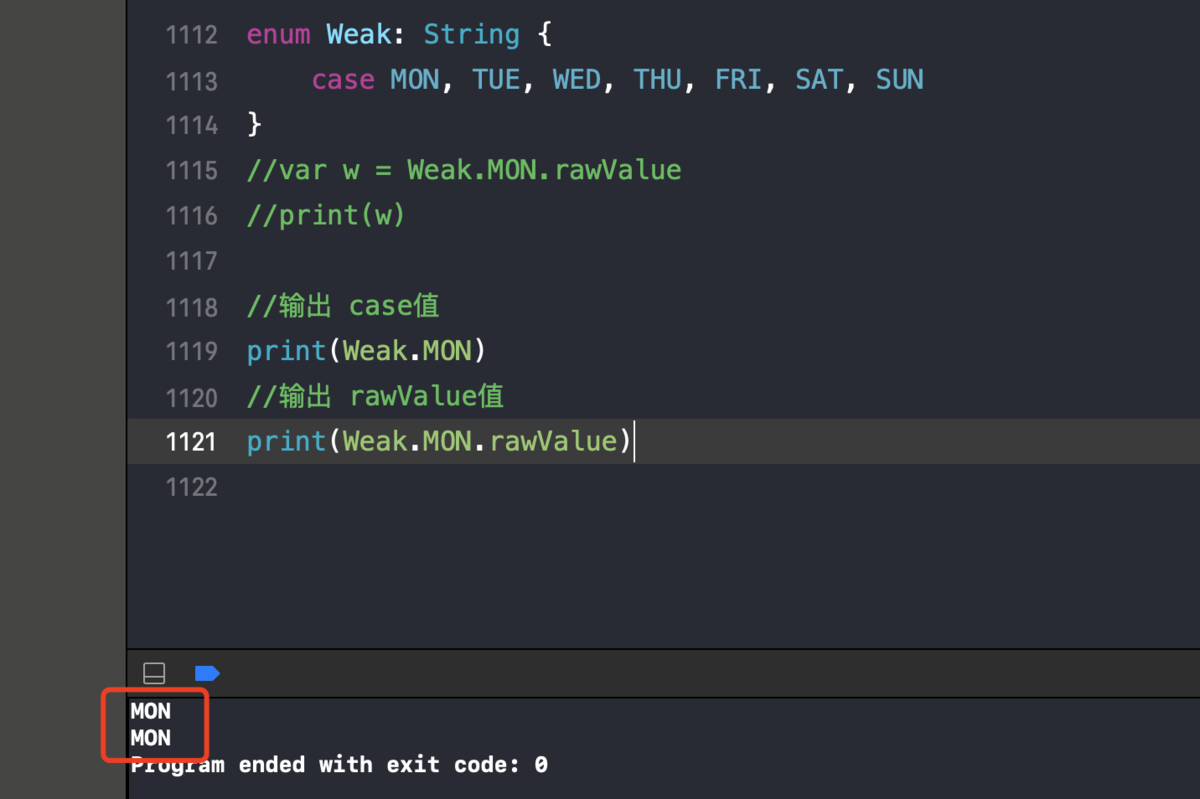 1112 enum Weak: String {
1113     case MON, TUE, WED, THU, FRI, SAT, SUN
1114 }
1115 //var w = Weak.MON.rawValue
1116 //print(w)
1117
1118 //输出 case值
1119 print(Weak.MON)
1120 //输出 rawValue值
1121 print(Weak.MON.rawValue)
1122
MON
MON
Program ended with exit code: 0